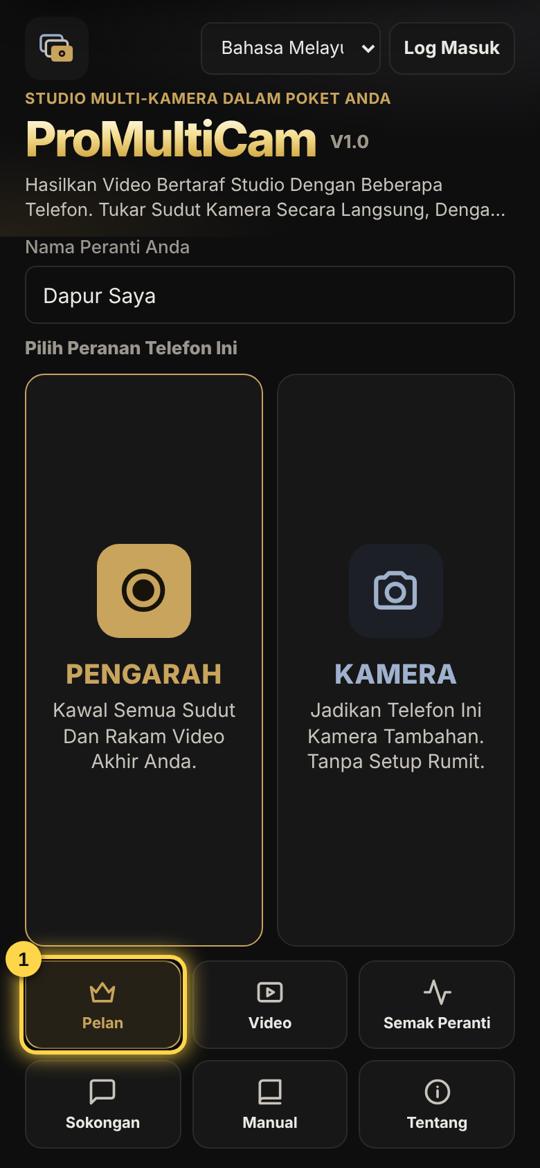 Bahasa Melayu
Log Masuk
STUDIO MULTI-KAMERA DALAM POKET ANDA
ProMultiCam V1.0
Hasilkan Video Bertaraf Studio Dengan Beberapa
Telefon. Tukar Sudut Kamera Secara Langsung, Denga...
Nama Peranti Anda
Dapur Saya
Pilih Peranan Telefon Ini
PENGARAH
Kawal Semua Sudut
Dan Rakam Video
Akhir Anda.
KAMERA
Jadikan Telefon Ini
Kamera Tambahan.
Tanpa Setup Rumit.
1
Pelan
Video
Semak Peranti
Sokongan
Manual
Tentang